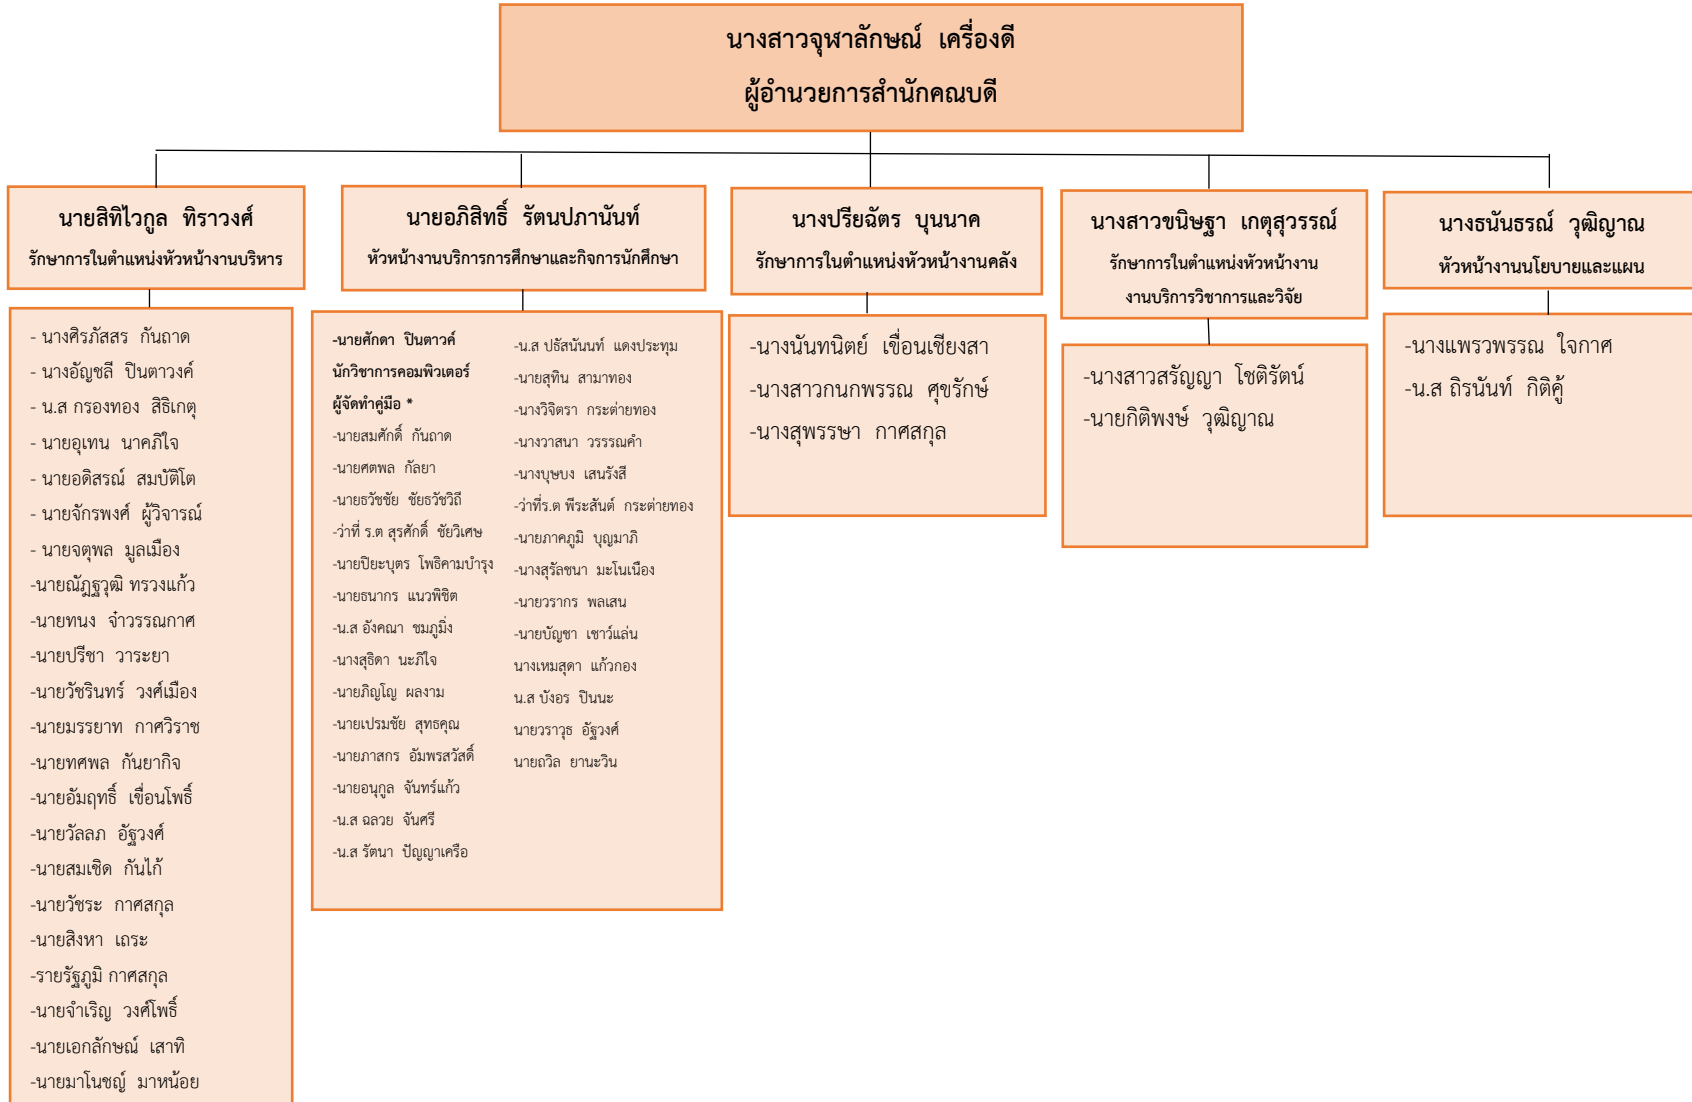 นางสาวจุฬาลักษณ์ เครื่องดี
ผู้อำนวยการสำนักคณบดี
นายสิทิไวกูล ทิราวงศ์
รักษาการในตำแหน่งหัวหน้างานบริหาร
- นางศิรภัสสร กันถาด
- นางอัญชลี ปินตาวงค์
- น.ส กรองทอง สิธิเกตุ
- นายอุเทน นาคภิใจ
- นายอดิสรณ์ สมบัติโต
- นายจักรพงศ์ ผู้วิจารณ์
- นายจตุพล มูลเมือง
-นายณัฏฐวุฒิ ทรวงแก้ว
-นายทนง จ๋าวรรณกาศ
-นายปรีชา วาระยา
-นายวัชรินทร์ วงศ์เมือง
-นายมรรยาท กาศวิราช
-นายทศพล กันยากิจ
-นายอัมฤทธิ์ เขื่อนโพธิ์
-นายวัลลภ อัฐวงศ์
-นายสมเชิด กันไก้
-นายวัชระ กาศสกุล
-นายสิงหา เถระ
-รายรัฐภูมิ กาศสกุล
-นายจำเริญ วงศ์โพธิ์
-นายเอกลักษณ์ เสาทิ
-นายมาโนชญ์ มาหน้อย
นายอภิสิทธิ์ รัตนปภานันท์
หัวหน้างานบริการการศึกษาและกิจการนักศึกษา
-นายศักดา ปินตาวค์
นักวิชาการคอมพิวเตอร์
ผู้จัดทำคู่มือ *
-นายสมศักดิ์ กันถาด
-นายศตพล กัลยา
-นายธวัชชัย ชัยธวัชวิถี
-ว่าที่ ร.ต สุรศักดิ์ ชัยวิเศษ
-นายปิยะบุตร โพธิคามบำรุง
-นายธนากร แนวพิชิต
-น.ส อังคณา ชมภูมิ่ง
-นางสุธิดา นะภิใจ
-นายภิญโญ ผลงาม
-นายเปรมชัย สุทธคุณ
-นายภาสกร อัมพรสวัสดิ์
-นายอนุกูล จันทร์แก้ว
-น.ส ฉลวย จันศรี
-น.ส รัตนา ปัญญาเครือ
-น.ส ปธัสนันนท์ แดงประทุม
-นายสุทิน สามาทอง
-นางวิจิตรา กระต่ายทอง
-นางวาสนา วรรรณคำ
-นางบุษบง เสนรังสี
-ว่าที่ร.ต พีระสันต์ กระต่ายทอง
-นายภาคภูมิ บุญมาภิ
-นางสุรัลชนา มะโนเนือง
-นายวรากร พลเสน
-นายบัญชา เชาว์แล่น
นางเหมสุดา แก้วกอง
น.ส บังอร ปินนะ
นายวราวุธ อัฐวงศ์
นายถวิล ยานะวิน
นางปรียฉัตร บุนนาค
รักษาการในตำแหน่งหัวหน้างานคลัง
-นางนันทนิตย์ เขื่อนเชียงสา
-นางสาวกนกพรรณ ศุขรักษ์
-นางสุพรรษา กาศสกุล
นางสาวขนิษฐา เกตุสุวรรณ์
รักษาการในตำแหน่งหัวหน้างาน
งานบริการวิชาการและวิจัย
-นางสาวสรัญญา โชติรัตน์
-นายกิติพงษ์ วุฒิญาณ
นางธนันธรณ์ วุฒิญาณ
หัวหน้างานนโยบายและแผน
-นางแพรวพรรณ ใจกาศ
-น.ส ถิรนันท์ กิติคู้